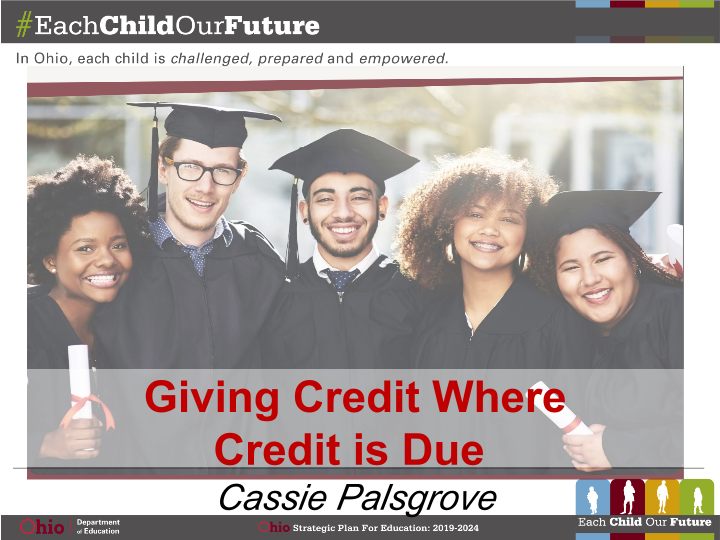 #EachChildOurFuture
In Ohio, each child is challenged, prepared and empowered.
Giving Credit Where
Credit is Due
Cassie Palsgrove
Ohio Department
of Education
Ohio Strategic Plan For Education: 2019-2024
Each Child Our Future